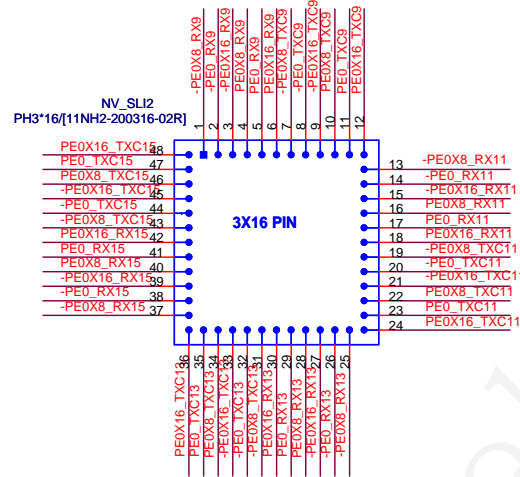 -PE0X8_RX9
-PE0_RX9
-PE0X16_RX9
PE0X8_RX9
PE0_RX9
PE0X16_RX9
-PE0X8_TXC9
-PE0_TXC9
-PE0X16_TXC9
PE0X8_TXC9
PE0_TXC9
PE0X16_TXC9
NV_SLI2
PH3*16/[11NH2-200316-02R]
1 2 3 4 5 6 7 8 9 10 11 12
PE0X16_TXC15 48
PE0_TXC15 47
PE0X8_TXC15 46
-PE0X16_TXC15 45
-PE0_TXC15 44
-PE0X8_TXC15 43
PE0X16_RX15 42
PE0_RX15 41
PE0X8_RX15 40
-PE0X16_RX15 39
-PE0_RX15 38
-PE0X8_RX15 37
3X16 PIN
13 -PE0X8_RX11
14 -PE0_RX11
15 -PE0X16_RX11
16 PE0X8_RX11
17 PE0_RX11
18 PE0X16_RX11
19 -PE0X8_TXC11
20 -PE0_TXC11
21 -PE0X16_TXC11
22 PE0X8_TXC11
23 PE0_TXC11
24 PE0X16_TXC11
36 35 34 33 32 31 30 29 28 27 26 25
PE0X16_TXC13
PE0_TXC13
PE0X8_TXC13
-PE0X16_TXC13
-PE0_TXC13
-PE0X8_TXC13
PE0X16_RX13
PE0_RX13
PE0X8_RX13
-PE0X16_RX13
-PE0_RX13
-PE0X8_RX13